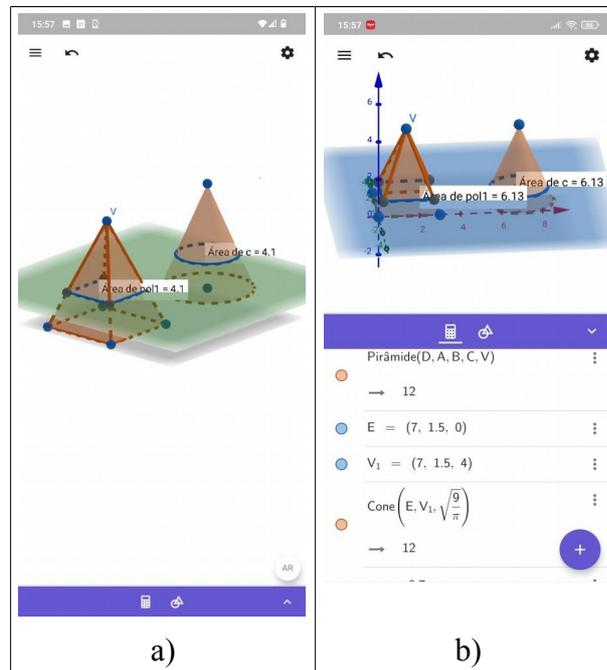 15:57
V
Área de c = 4.1
Área de pol1 = 4.1
AR
a)
15:57
6
V
4
2
Área de c = 6.13
Área de pol1 = 6.13
0
2
8
-2
Pirâmide(D, A, B, C, V)
→ 12
E = (7, 1.5, 0)
V₁ = (7, 1.5, 4)
Cone(E, V₁, √(9/π))
→ 12
+
b)